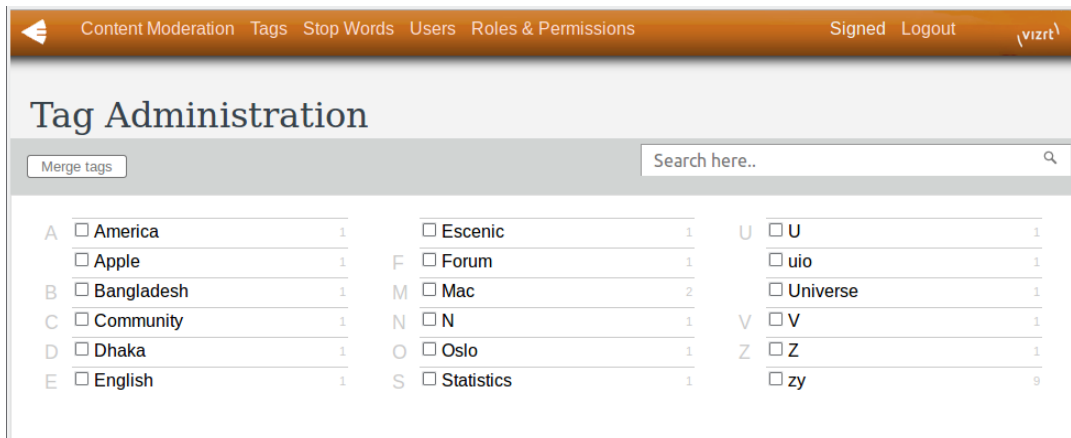 Content Moderation Tags Stop Words Users Roles & Permissions Signed Logout vizrt
Tag Administration
Merge tags Search here..
A America 1 Escenic 1 U U 1
Apple 1 F Forum 1 uio 1
B Bangladesh 1 M Mac 2 Universe 1
C Community 1 N N 1 V V 1
D Dhaka 1 O Oslo 1 Z Z 1
E English 1 S Statistics 1 zy 9